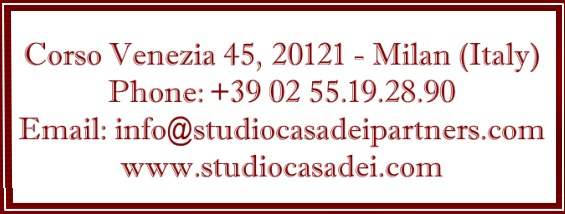 Corso Venezia 45, 20121 - Milan (Italy)
Phone: +39 02 55.19.28.90
Email: info@studiocasadeipartners.com
www.studiocasadei.com